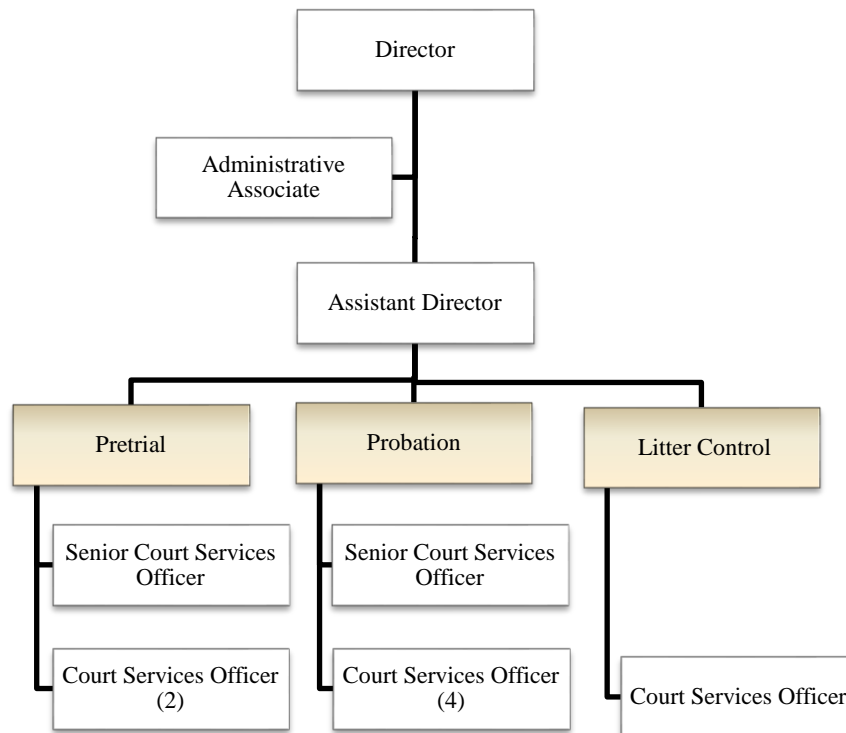 Director
Administrative
Associate
Assistant Director
Pretrial
Probation
Litter Control
Senior Court Services
Officer
Senior Court Services
Officer
Court Services Officer
(2)
Court Services Officer
(4)
Court Services Officer